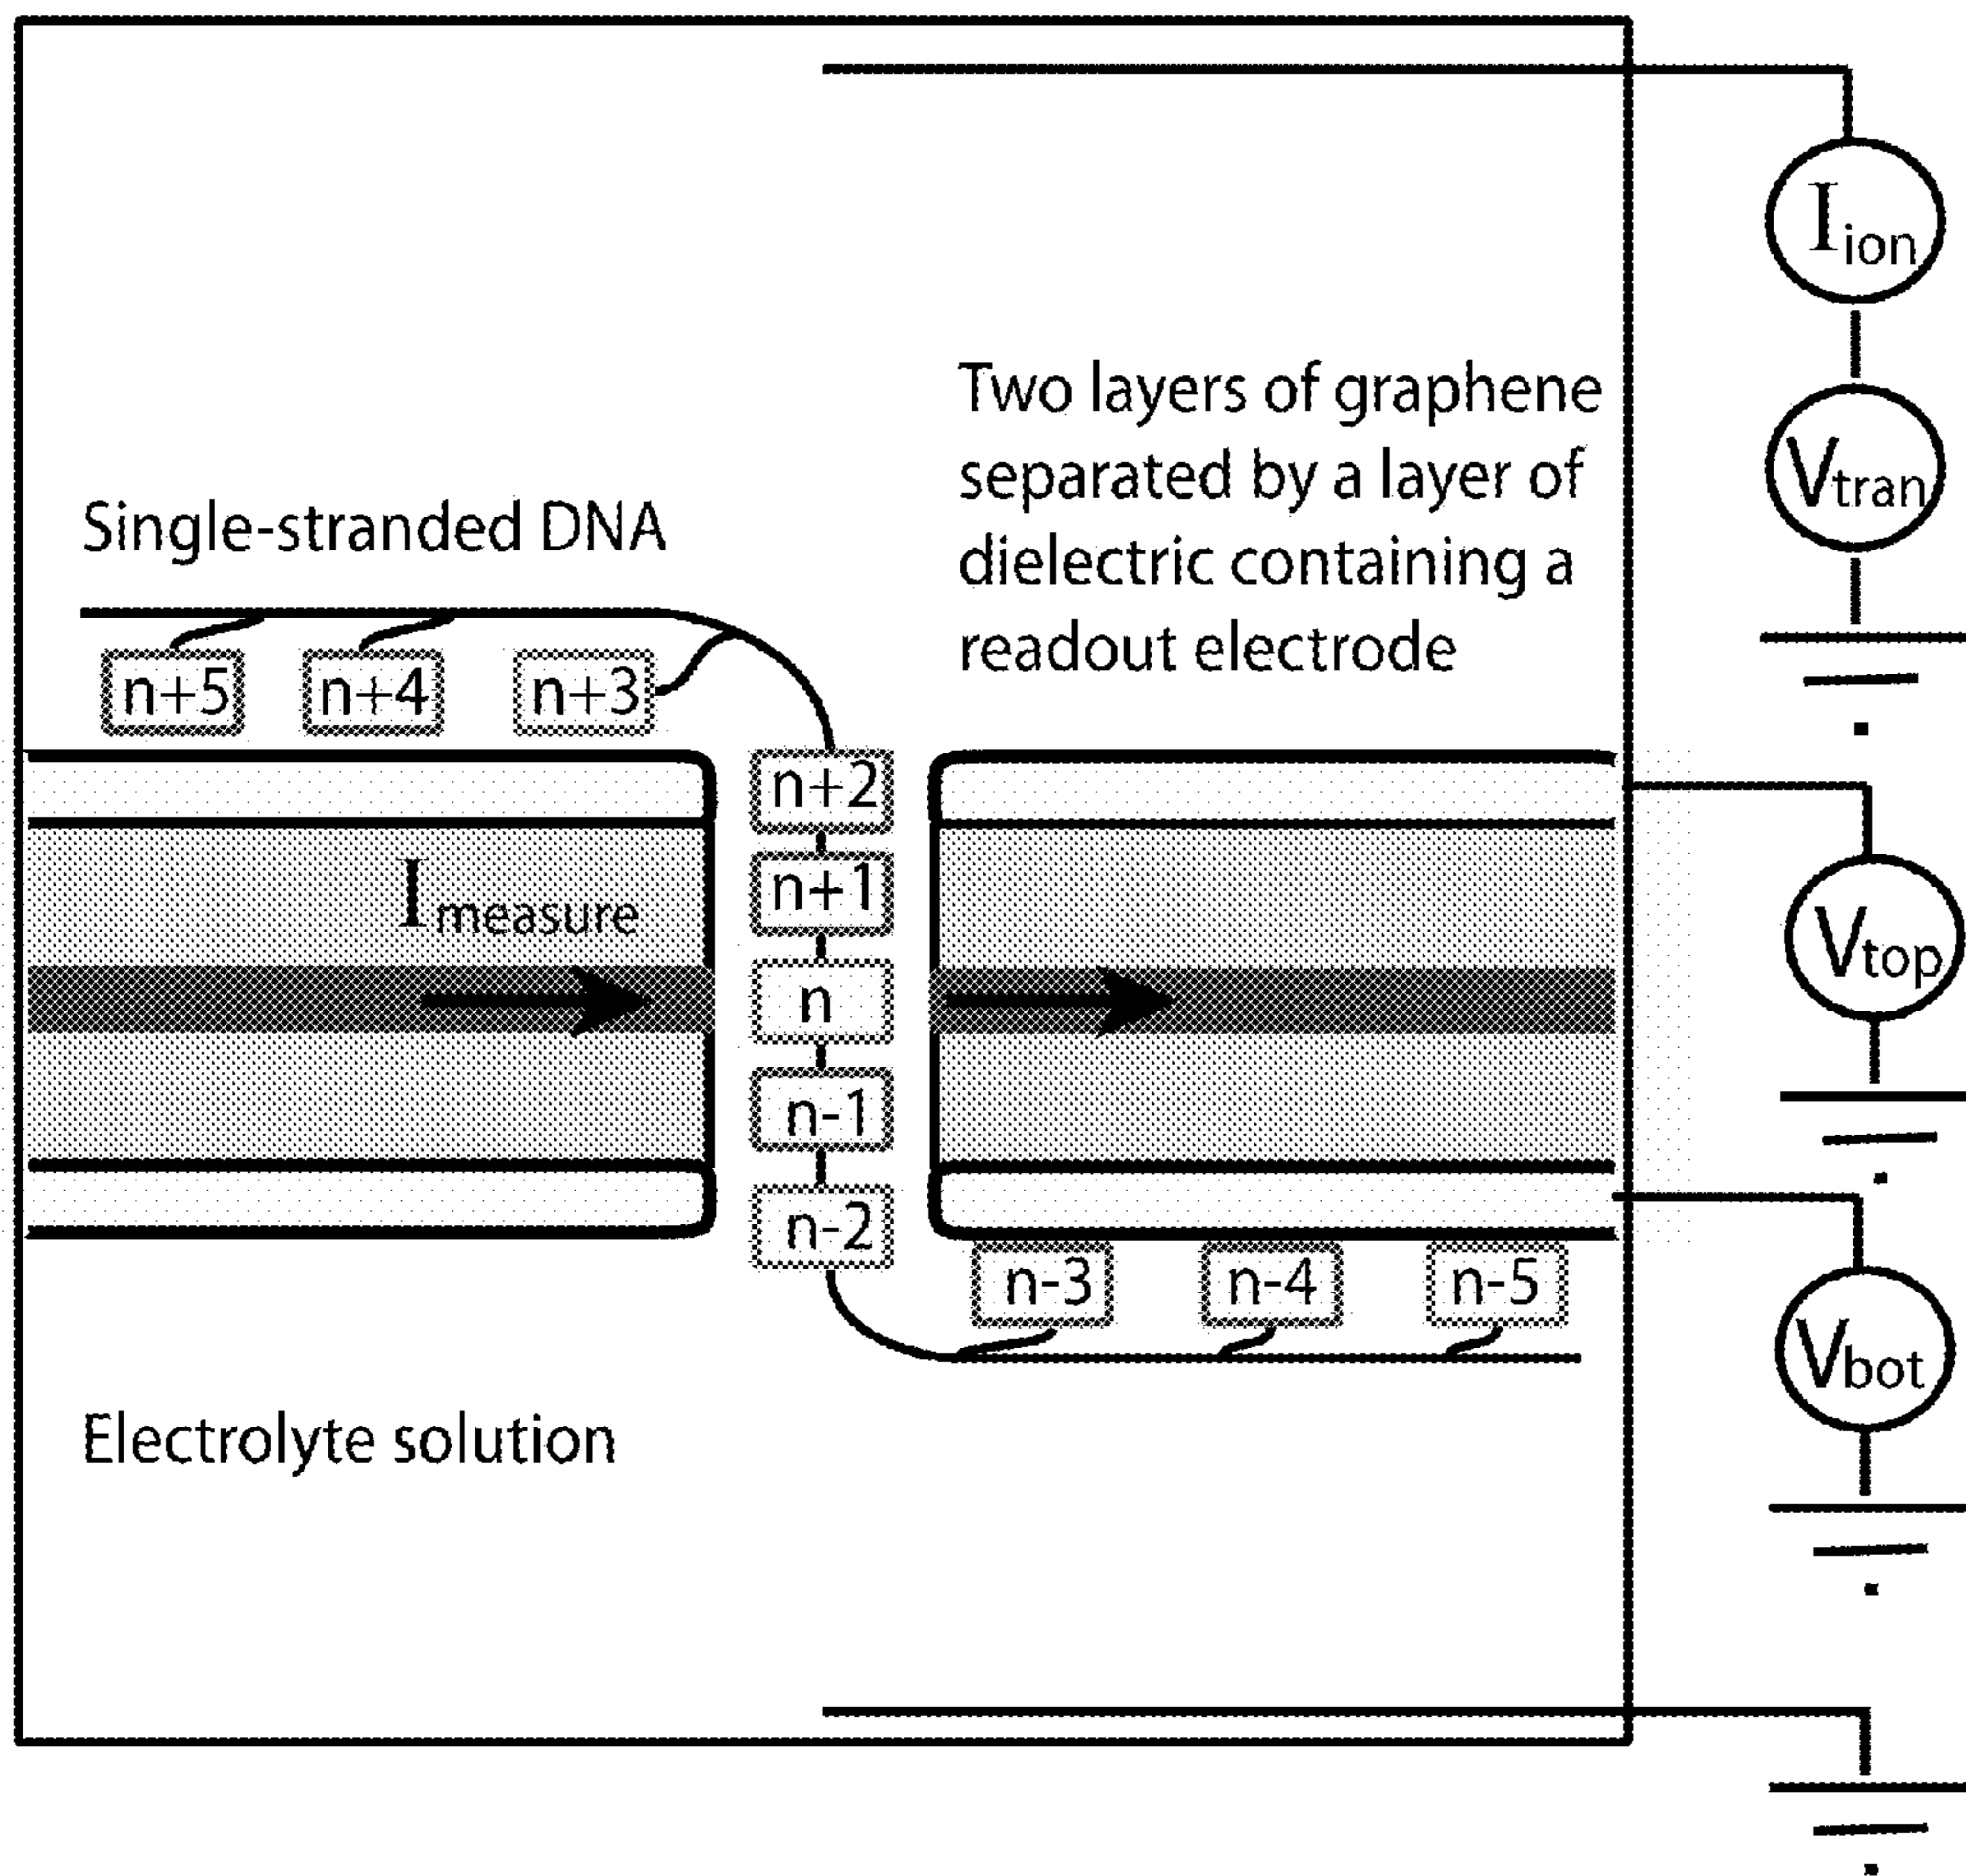 Iion
Vtran
Two layers of graphene
separated by a layer of
dielectric containing a
readout electrode
Single-stranded DNA
n+5 n+4 n+3
n+2
n+1
Imeasure
Vtop
n
n-1
n-2
n-3 n-4 n-5
Vbot
Electrolyte solution